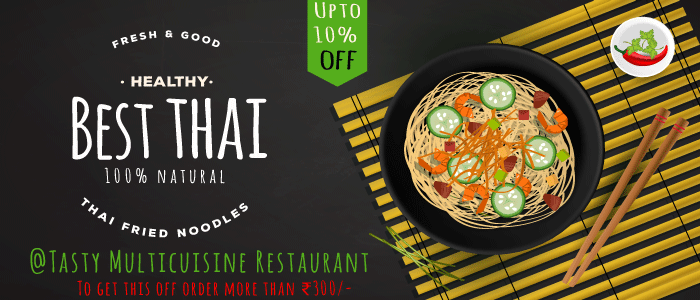 FRESH & GOOD
· HEALTHY·
BEST THAI
100% NATURAL
THAI FRIED NOODLES
UPTO
10%
OFF
@TASTY MULTICUISINE RESTAURANT
TO GET THIS OFF ORDER MORE THAN ₹300/-